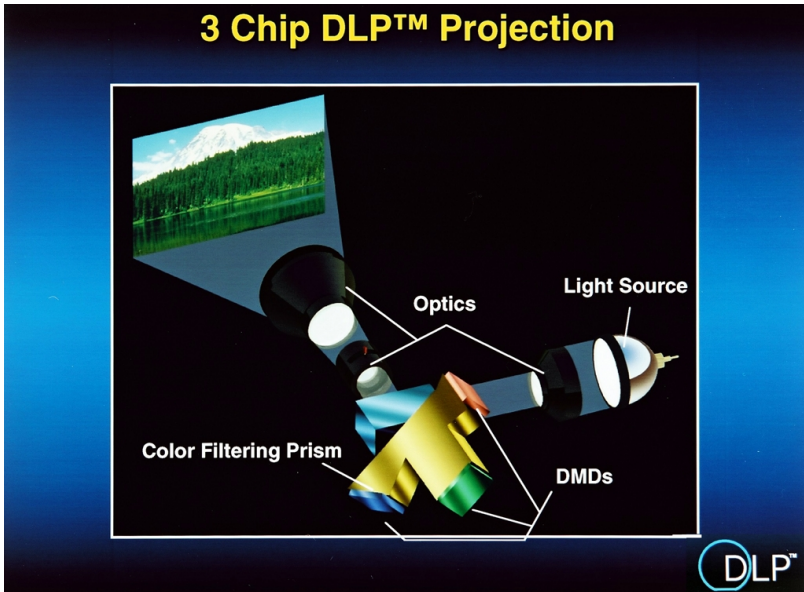 3 Chip DLP™ Projection
Optics
Light Source
Color Filtering Prism
DMDs
DLP™